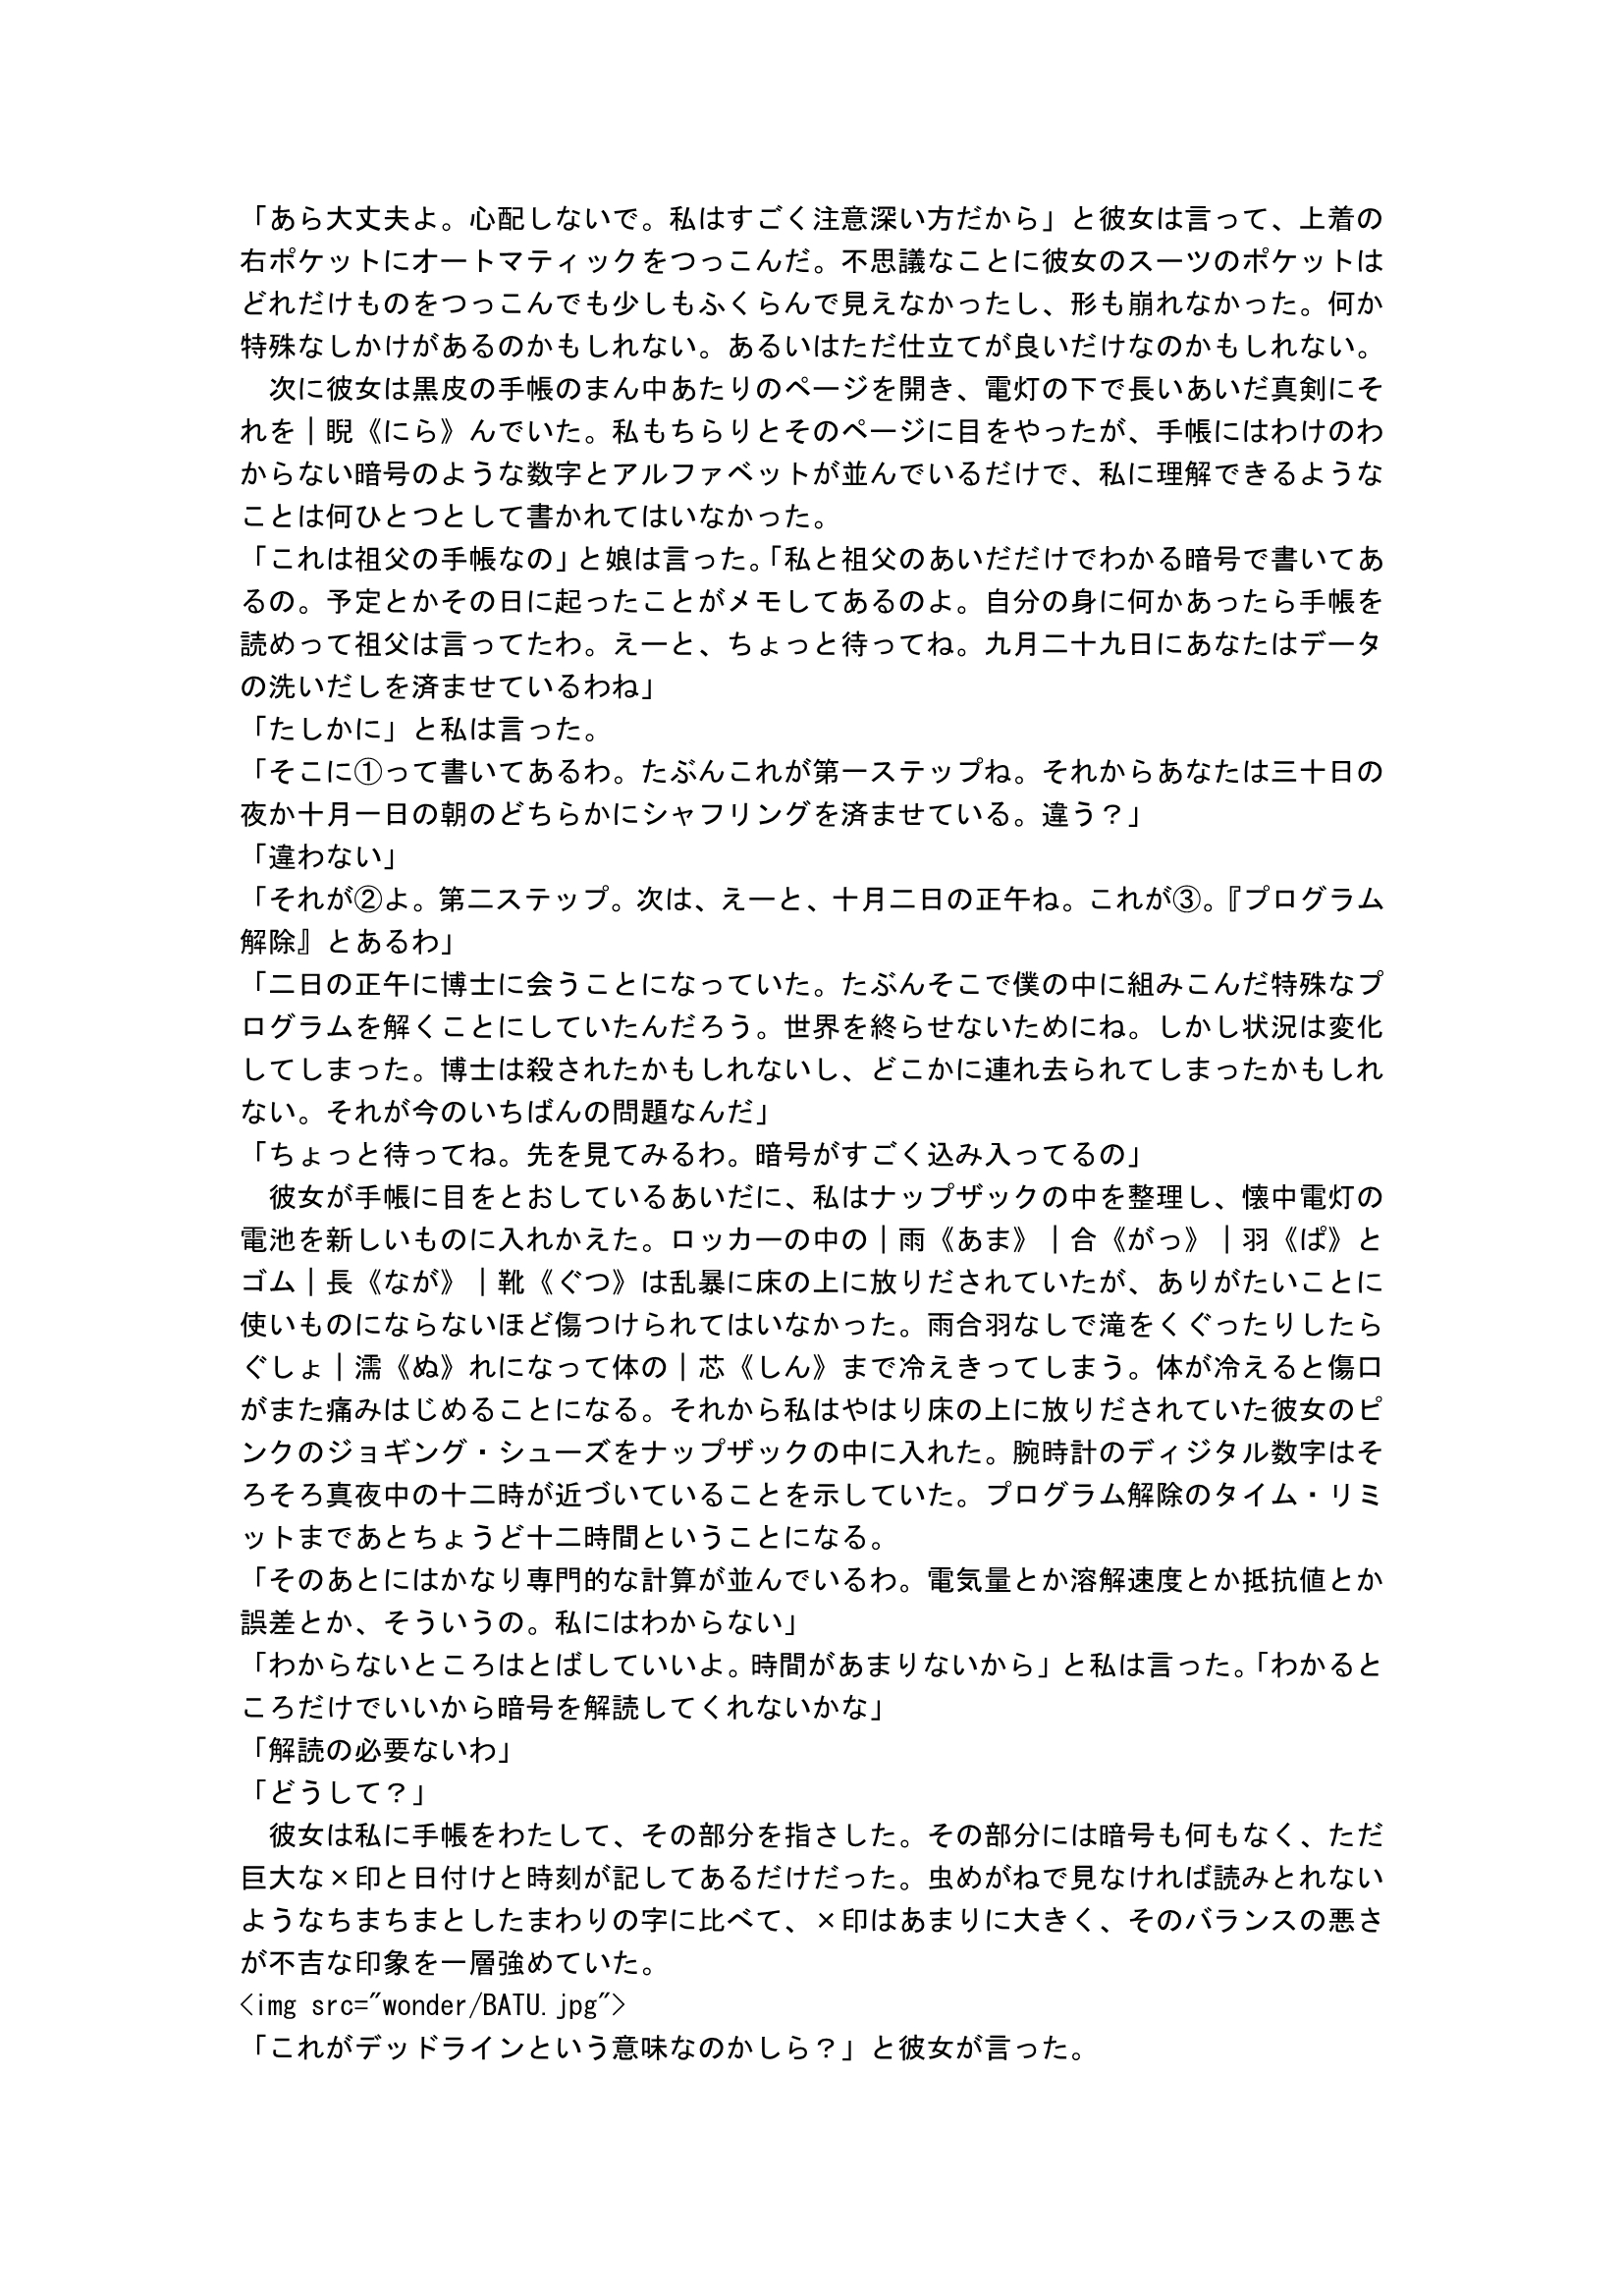 「あら大丈夫よ。心配しないで。私はすごく注意深い方だから」と彼女は言って、上着の
右ポケットにオートマティックをつっこんだ。不思議なことに彼女のスーツのポケットは
どれだけものをつっこんでも少しもふくらんで見えなかったし、形も崩れなかった。何か
特殊なしかけがあるのかもしれない。あるいはただ仕立てが良いだけなのかもしれない。
　次に彼女は黒皮の手帳のまん中あたりのページを開き、電灯の下で長いあいだ真剣にそ
れを｜睨《にら》んでいた。私もちらりとそのページに目をやったが、手帳にはわけのわ
からない暗号のような数字とアルファベットが並んでいるだけで、私に理解できるような
ことは何ひとつとして書かれてはいなかった。
「これは祖父の手帳なの」と娘は言った。「私と祖父のあいだだけでわかる暗号で書いてあ
るの。予定とかその日に起ったことがメモしてあるのよ。自分の身に何かあったら手帳を
読めって祖父は言ってたわ。えーと、ちょっと待ってね。九月二十九日にあなたはデータ
の洗いだしを済ませているわね」
「たしかに」と私は言った。
「そこに①って書いてあるわ。たぶんこれが第一ステップね。それからあなたは三十日の
夜か十月一日の朝のどちらかにシャフリングを済ませている。違う？」
「違わない」
「それが②よ。第二ステップ。次は、えーと、十月二日の正午ね。これが③。『プログラム
解除』とあるわ」
「二日の正午に博士に会うことになっていた。たぶんそこで僕の中に組みこんだ特殊なプ
ログラムを解くことにしていたんだろう。世界を終らせないためにね。しかし状況は変化
してしまった。博士は殺されたかもしれないし、どこかに連れ去られてしまったかもしれ
ない。それが今のいちばんの問題なんだ」
「ちょっと待ってね。先を見てみるわ。暗号がすごく込み入ってるの」
　彼女が手帳に目をとおしているあいだに、私はナップザックの中を整理し、懐中電灯の
電池を新しいものに入れかえた。ロッカーの中の｜雨《あま》｜合《がっ》｜羽《ぱ》と
ゴム｜長《なが》｜靴《ぐつ》は乱暴に床の上に放りだされていたが、ありがたいことに
使いものにならないほど傷つけられてはいなかった。雨合羽なしで滝をくぐったりしたら
ぐしょ｜濡《ぬ》れになって体の｜芯《しん》まで冷えきってしまう。体が冷えると傷口
がまた痛みはじめることになる。それから私はやはり床の上に放りだされていた彼女のピ
ンクのジョギング・シューズをナップザックの中に入れた。腕時計のディジタル数字はそ
ろそろ真夜中の十二時が近づいていることを示していた。プログラム解除のタイム・リミ
ットまであとちょうど十二時間ということになる。
「そのあとにはかなり専門的な計算が並んでいるわ。電気量とか溶解速度とか抵抗値とか
誤差とか、そういうの。私にはわからない」
「わからないところはとばしていいよ。時間があまりないから」と私は言った。「わかると
ころだけでいいから暗号を解読してくれないかな」
「解読の必要ないわ」
「どうして？」
　彼女は私に手帳をわたして、その部分を指さした。その部分には暗号も何もなく、ただ
巨大な×印と日付けと時刻が記してあるだけだった。虫めがねで見なければ読みとれない
ようなちまちまとしたまわりの字に比べて、×印はあまりに大きく、そのバランスの悪さ
が不吉な印象を一層強めていた。
<img src="wonder/BATU.jpg">
「これがデッドラインという意味なのかしら？」と彼女が言った。